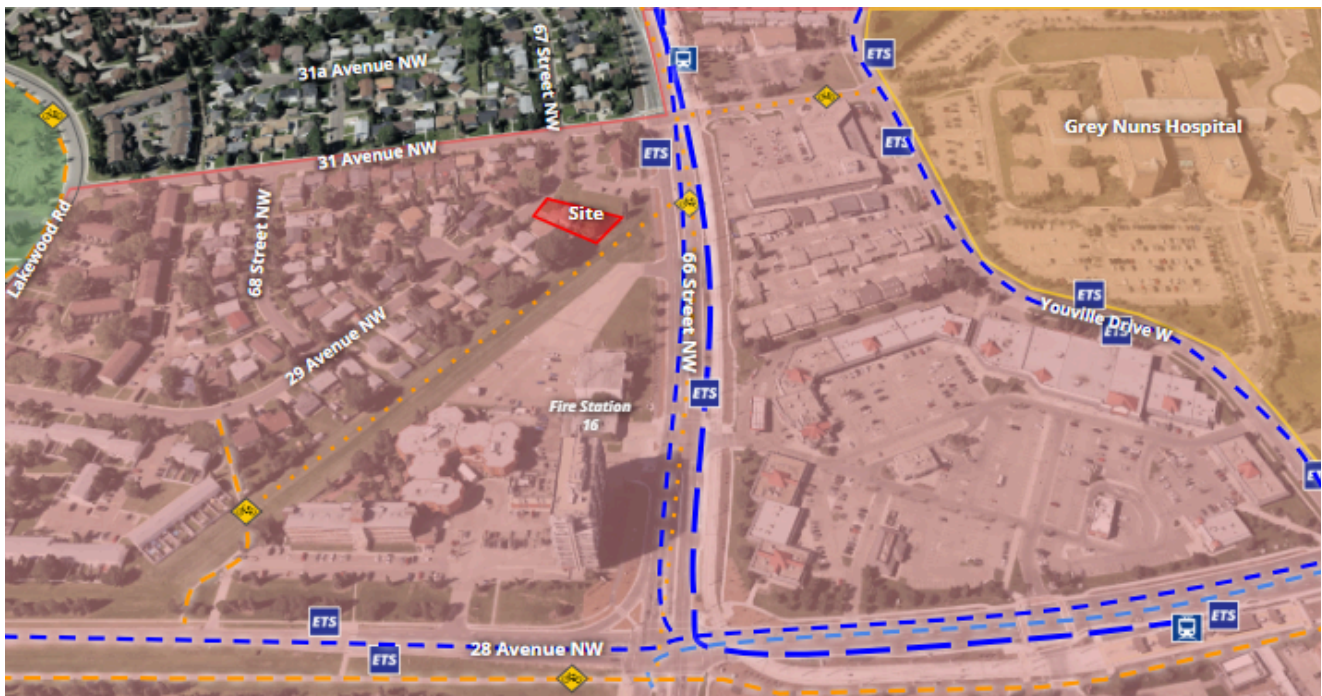 67 Street NW
31a Avenue NW
ETS
Grey Nuns Hospital
31 Avenue NW
ETS
ETS
Site
Lakewood Rd
68 Street NW
66 Street NW
ETS
Youville Drive W
ETS
29 Avenue NW
ETS
Fire Station
16
ETS
ETS
28 Avenue NW
ETS